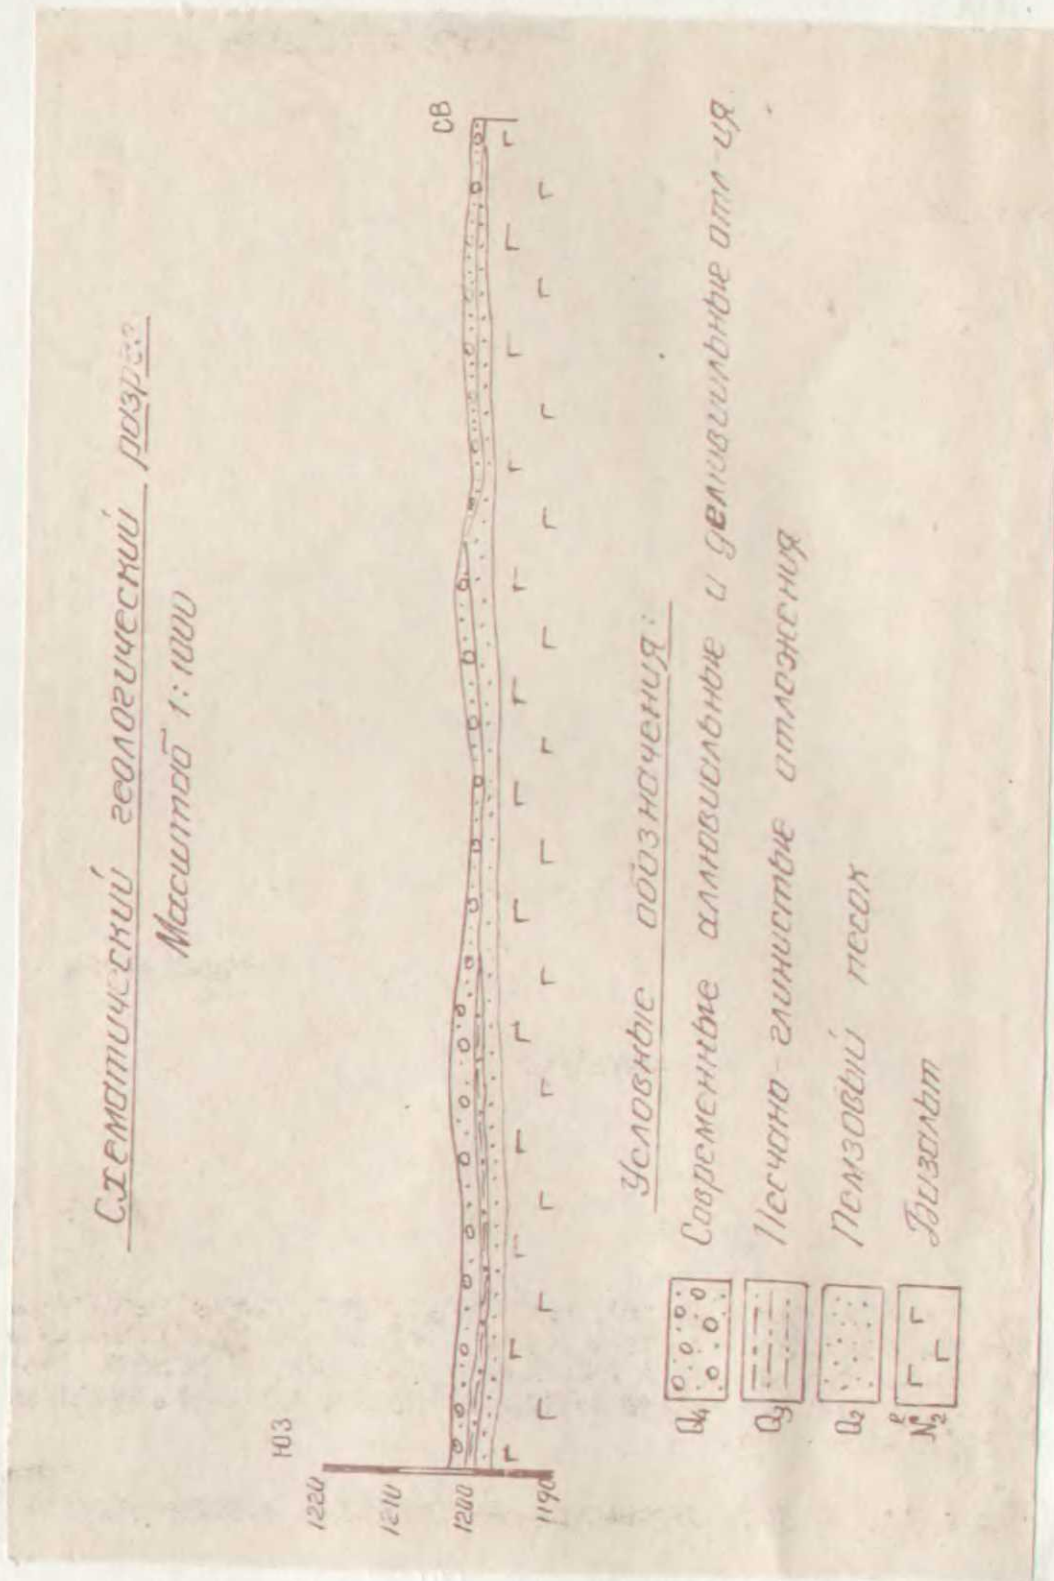 Схематический геологический разрез
Масштаб 1:1000
ЮЗ
СВ
1220
1210
1200
1190
Условные обозначения:
Q4 Современные аллювиальные и делювиальные отл-ия
Q3 Песчано-глинистые отложения
Q2 Пемзовый песок
N2 Базальт